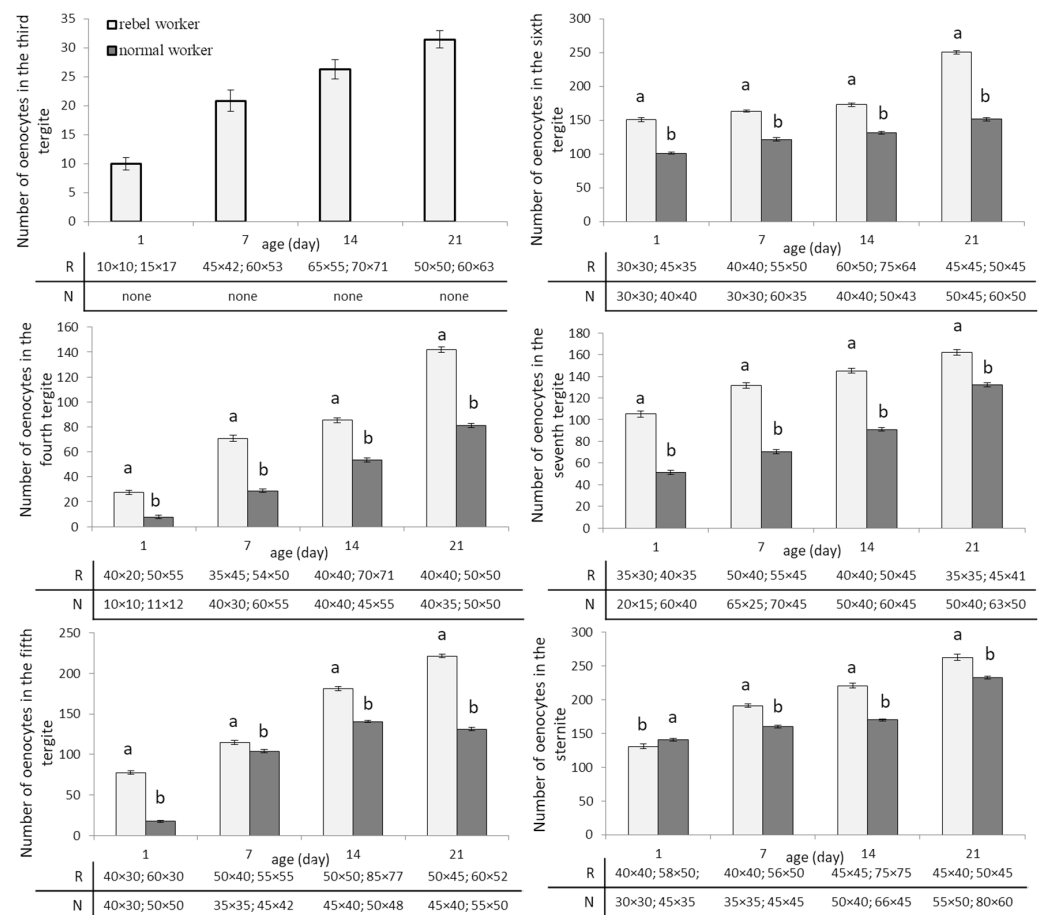 Number of oenocytes in the third
tergite
35
30
25
20
15
10
5
0
rebel worker
normal worker
1 7 14 21
age (day)
R 10×10; 15×17 45×42; 60×53 65×55; 70×71 50×50; 60×63
N none none none none
Number of oenocytes in the sixth
tergite
300
250
200
150
100
50
0
a b a b a b a b
1 7 14 21
age (day)
R 30×30; 45×35 40×40; 55×50 60×50; 75×64 45×45; 50×45
N 30×30; 40×40 30×30; 60×35 40×40; 50×43 50×45; 60×50
Number of oenocytes in the
fourth tergite
160
140
120
100
80
60
40
20
0
a b a b a b a b
1 7 14 21
age (day)
R 40×20; 50×55 35×45; 54×50 40×40; 70×71 40×40; 50×50
N 10×10; 11×12 40×30; 60×55 40×40; 45×55 40×35; 50×50
Number of oenocytes in the
seventh tergite
180
160
140
120
100
80
60
40
20
0
a b a b a b a b
1 7 14 21
age (day)
R 35×30; 40×35 50×40; 55×45 40×40; 50×45 35×35; 45×41
N 20×15; 60×40 65×25; 70×45 50×40; 60×45 50×40; 63×50
Number of oenocytes in the fifth
tergite
250
200
150
100
50
0
a b a b a b a b
1 7 14 21
age (day)
R 40×30; 60×30 50×40; 55×55 50×50; 85×77 50×45; 60×52
N 40×30; 50×50 35×35; 45×42 45×40; 50×48 45×40; 55×50
Number of oenocytes in the
sternite
300
250
200
150
100
50
0
b a a b a b a b
1 7 14 21
age (day)
R 40×40; 58×50; 40×40; 56×50 45×45; 75×75 45×40; 50×45
N 30×30; 45×35 35×35; 45×45 50×40; 66×45 55×50; 80×60